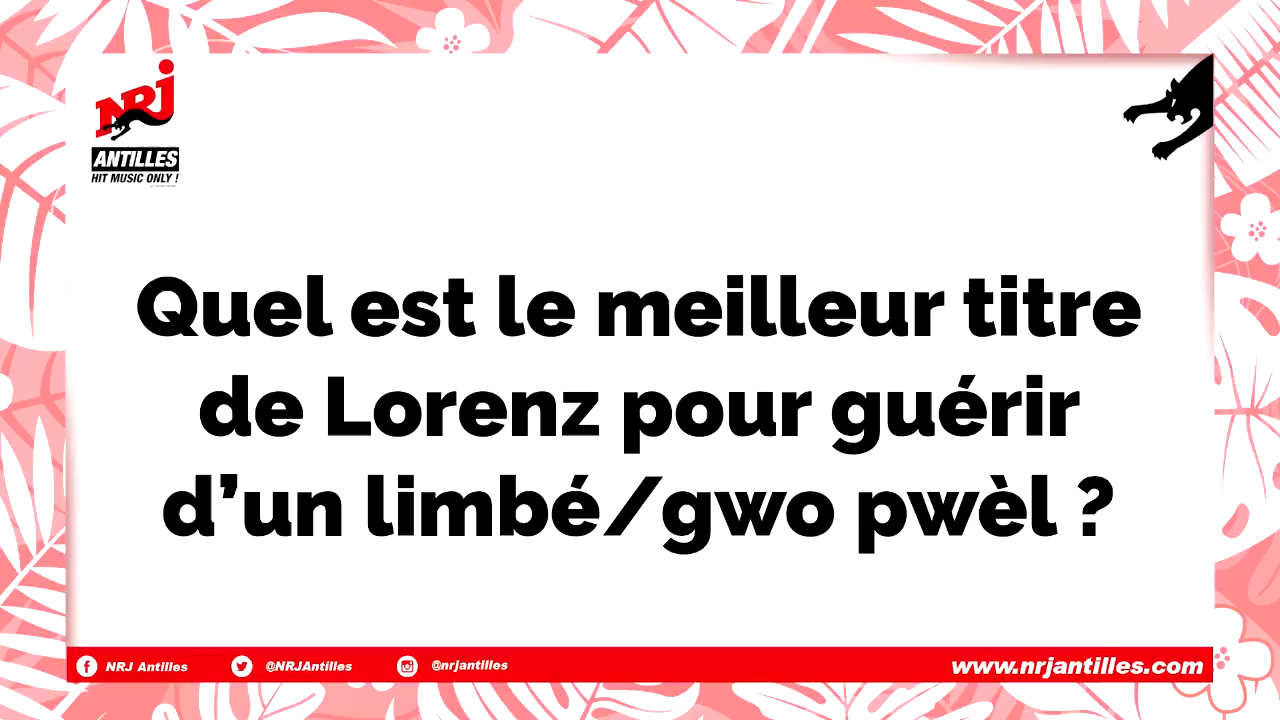 NRJ
ANTILLES
HIT MUSIC ONLY !
Quel est le meilleur titre
de Lorenz pour guérir
d’un limbé/gwo pwèl ?
NRJ Antilles @NRJAntilles @nrjantilles www.nrjantilles.com